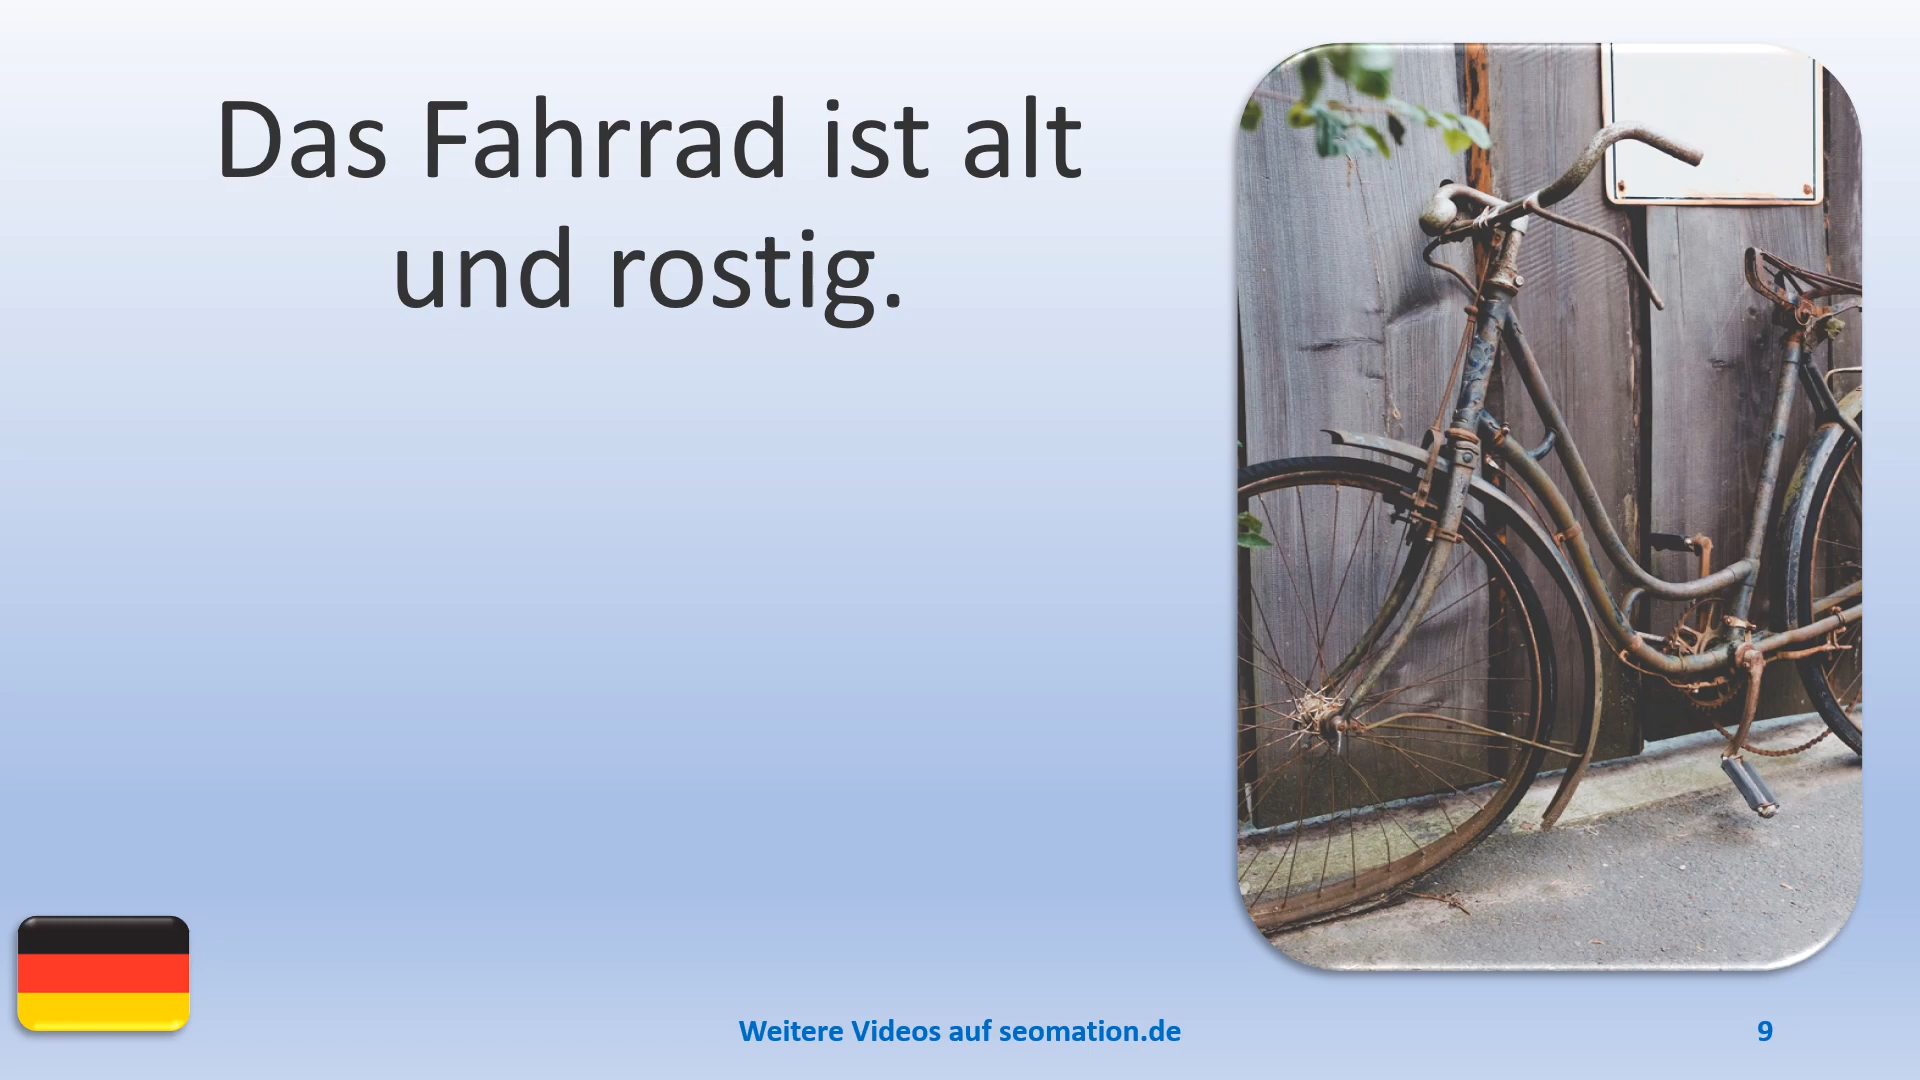 Das Fahrrad ist alt
und rostig.
Weitere Videos auf seomation.de
9